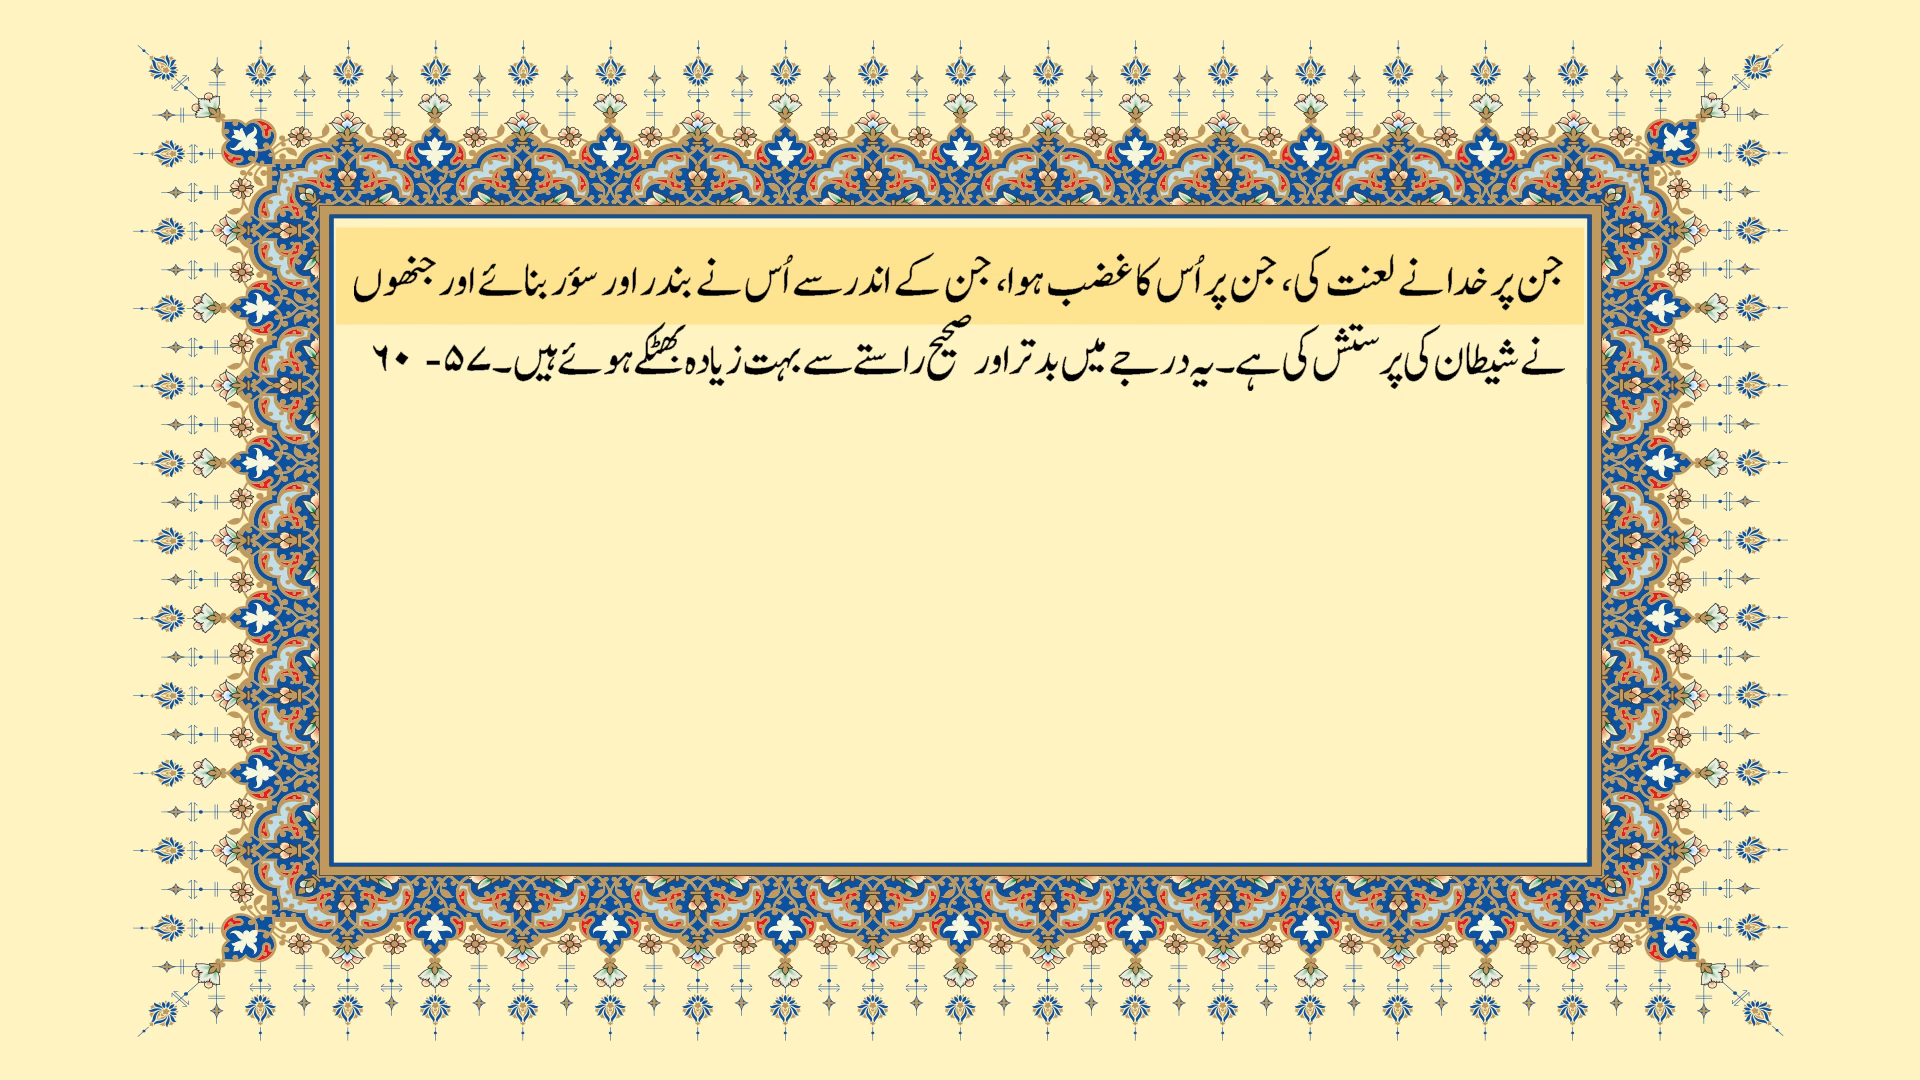 جن پر خدا نے لعنت کی، جن پر اُس کا غضب ہوا، جن کے اندر سے اُس نے بندر اور سؤر بنائے اور جنھوں
نے شیطان کی پرستش کی ہے۔ یہ درجے میں بدتر اور صحیح راستے سے بہت زیادہ بھٹکے ہوئے ہیں۔ ۵۷- ۶۰